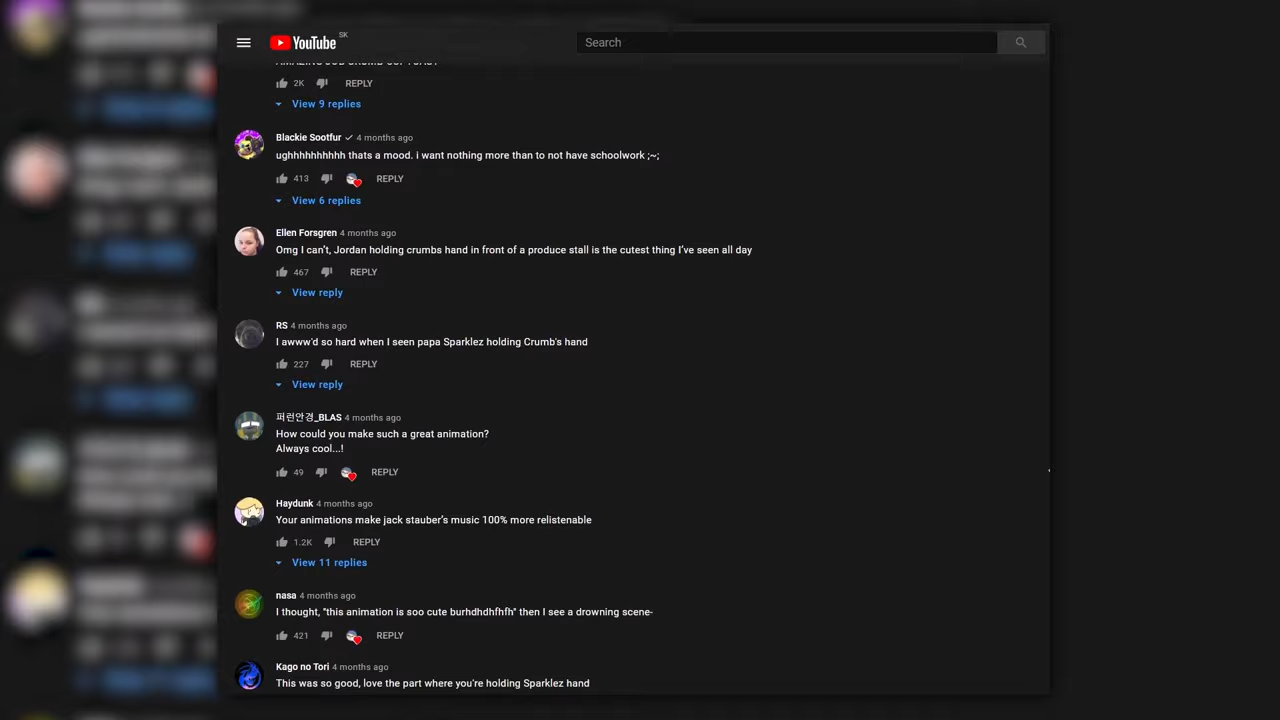 YouTube SK
Search
2K REPLY
View 9 replies
Blackie Sootfur 4 months ago
ughhhhhhhhhh thats a mood. i want nothing more than to not have schoolwork ;~;
413 REPLY
View 6 replies
Ellen Forsgren 4 months ago
Omg I can't, Jordan holding crumbs hand in front of a produce stall is the cutest thing I've seen all day
467 REPLY
View reply
RS 4 months ago
I awww'd so hard when I seen papa Sparklez holding Crumb's hand
227 REPLY
View reply
퍼런안경_BLAS 4 months ago
How could you make such a great animation?
Always cool...!
49 REPLY
Haydunk 4 months ago
Your animations make jack stauber's music 100% more relistenable
1.2K REPLY
View 11 replies
nasa 4 months ago
I thought, "this animation is soo cute burhdhdhfhfh" then I see a drowning scene-
421 REPLY
Kago no Tori 4 months ago
This was so good, love the part where you're holding Sparklez hand